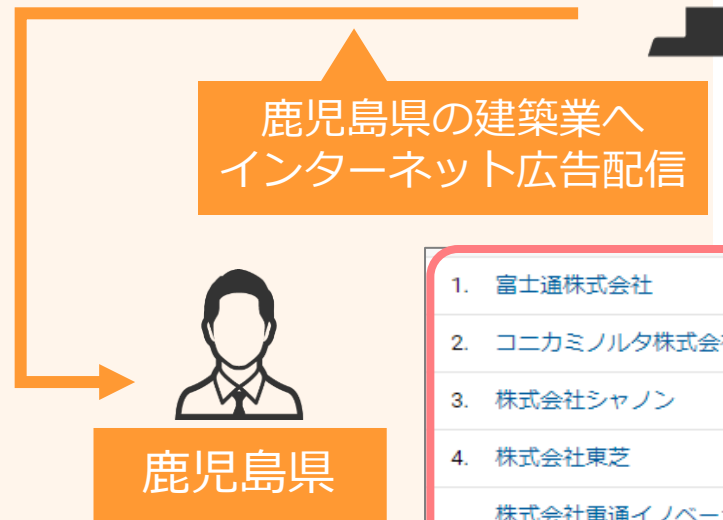 鹿児島県の建築業へ
インターネット広告配信
鹿児島県
1. 富士通株式会社
2. コニカミノルタ株式会
3. 株式会社シャノン
4. 株式会社東芝